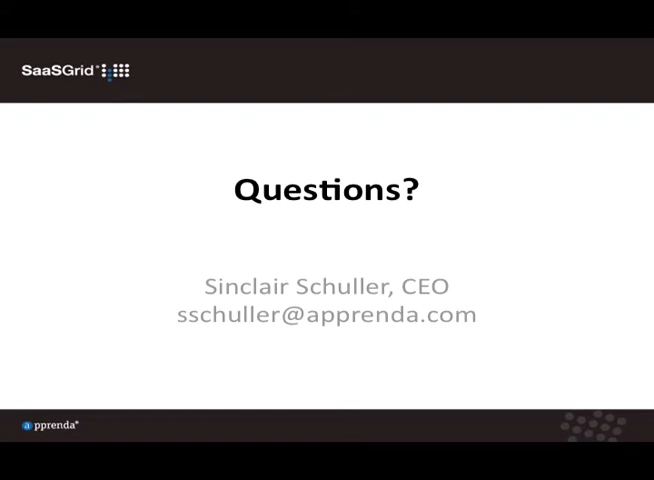 SaaSGrid
Questions?
Sinclair Schuller, CEO
sschuller@apprenda.com
apprenda